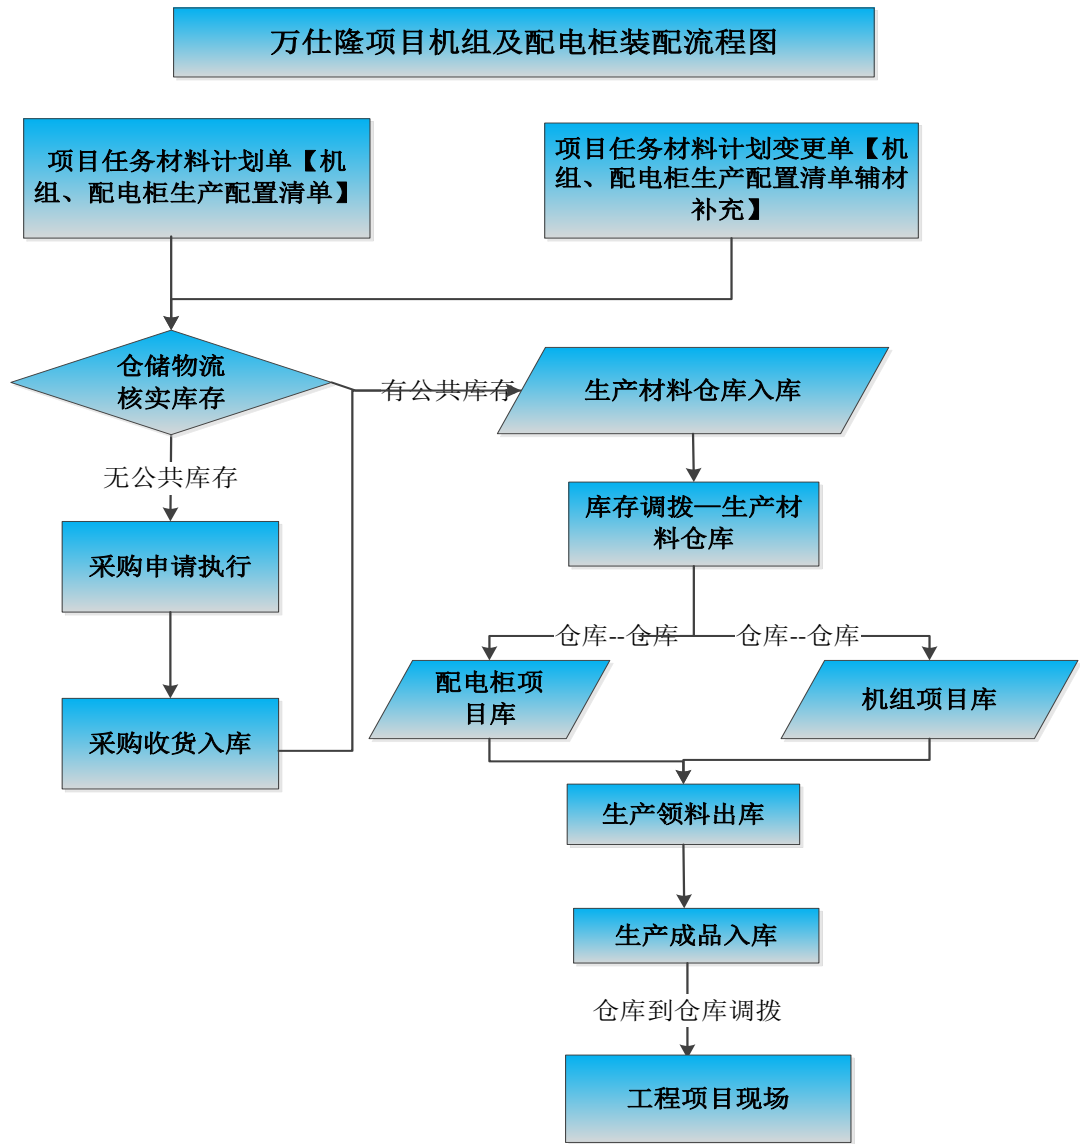 万仕隆项目机组及配电柜装配流程图
项目任务材料计划单【机
组、配电柜生产配置清单】
项目任务材料计划变更单【机
组、配电柜生产配置清单辅材
补充】
仓储物流
核实库存
有公共库存
生产材料仓库入库
无公共库存
库存调拨—生产材
料仓库
采购申请执行
仓库--仓库
仓库--仓库
配电柜项
目库
机组项目库
采购收货入库
生产领料出库
生产成品入库
仓库到仓库调拨
工程项目现场